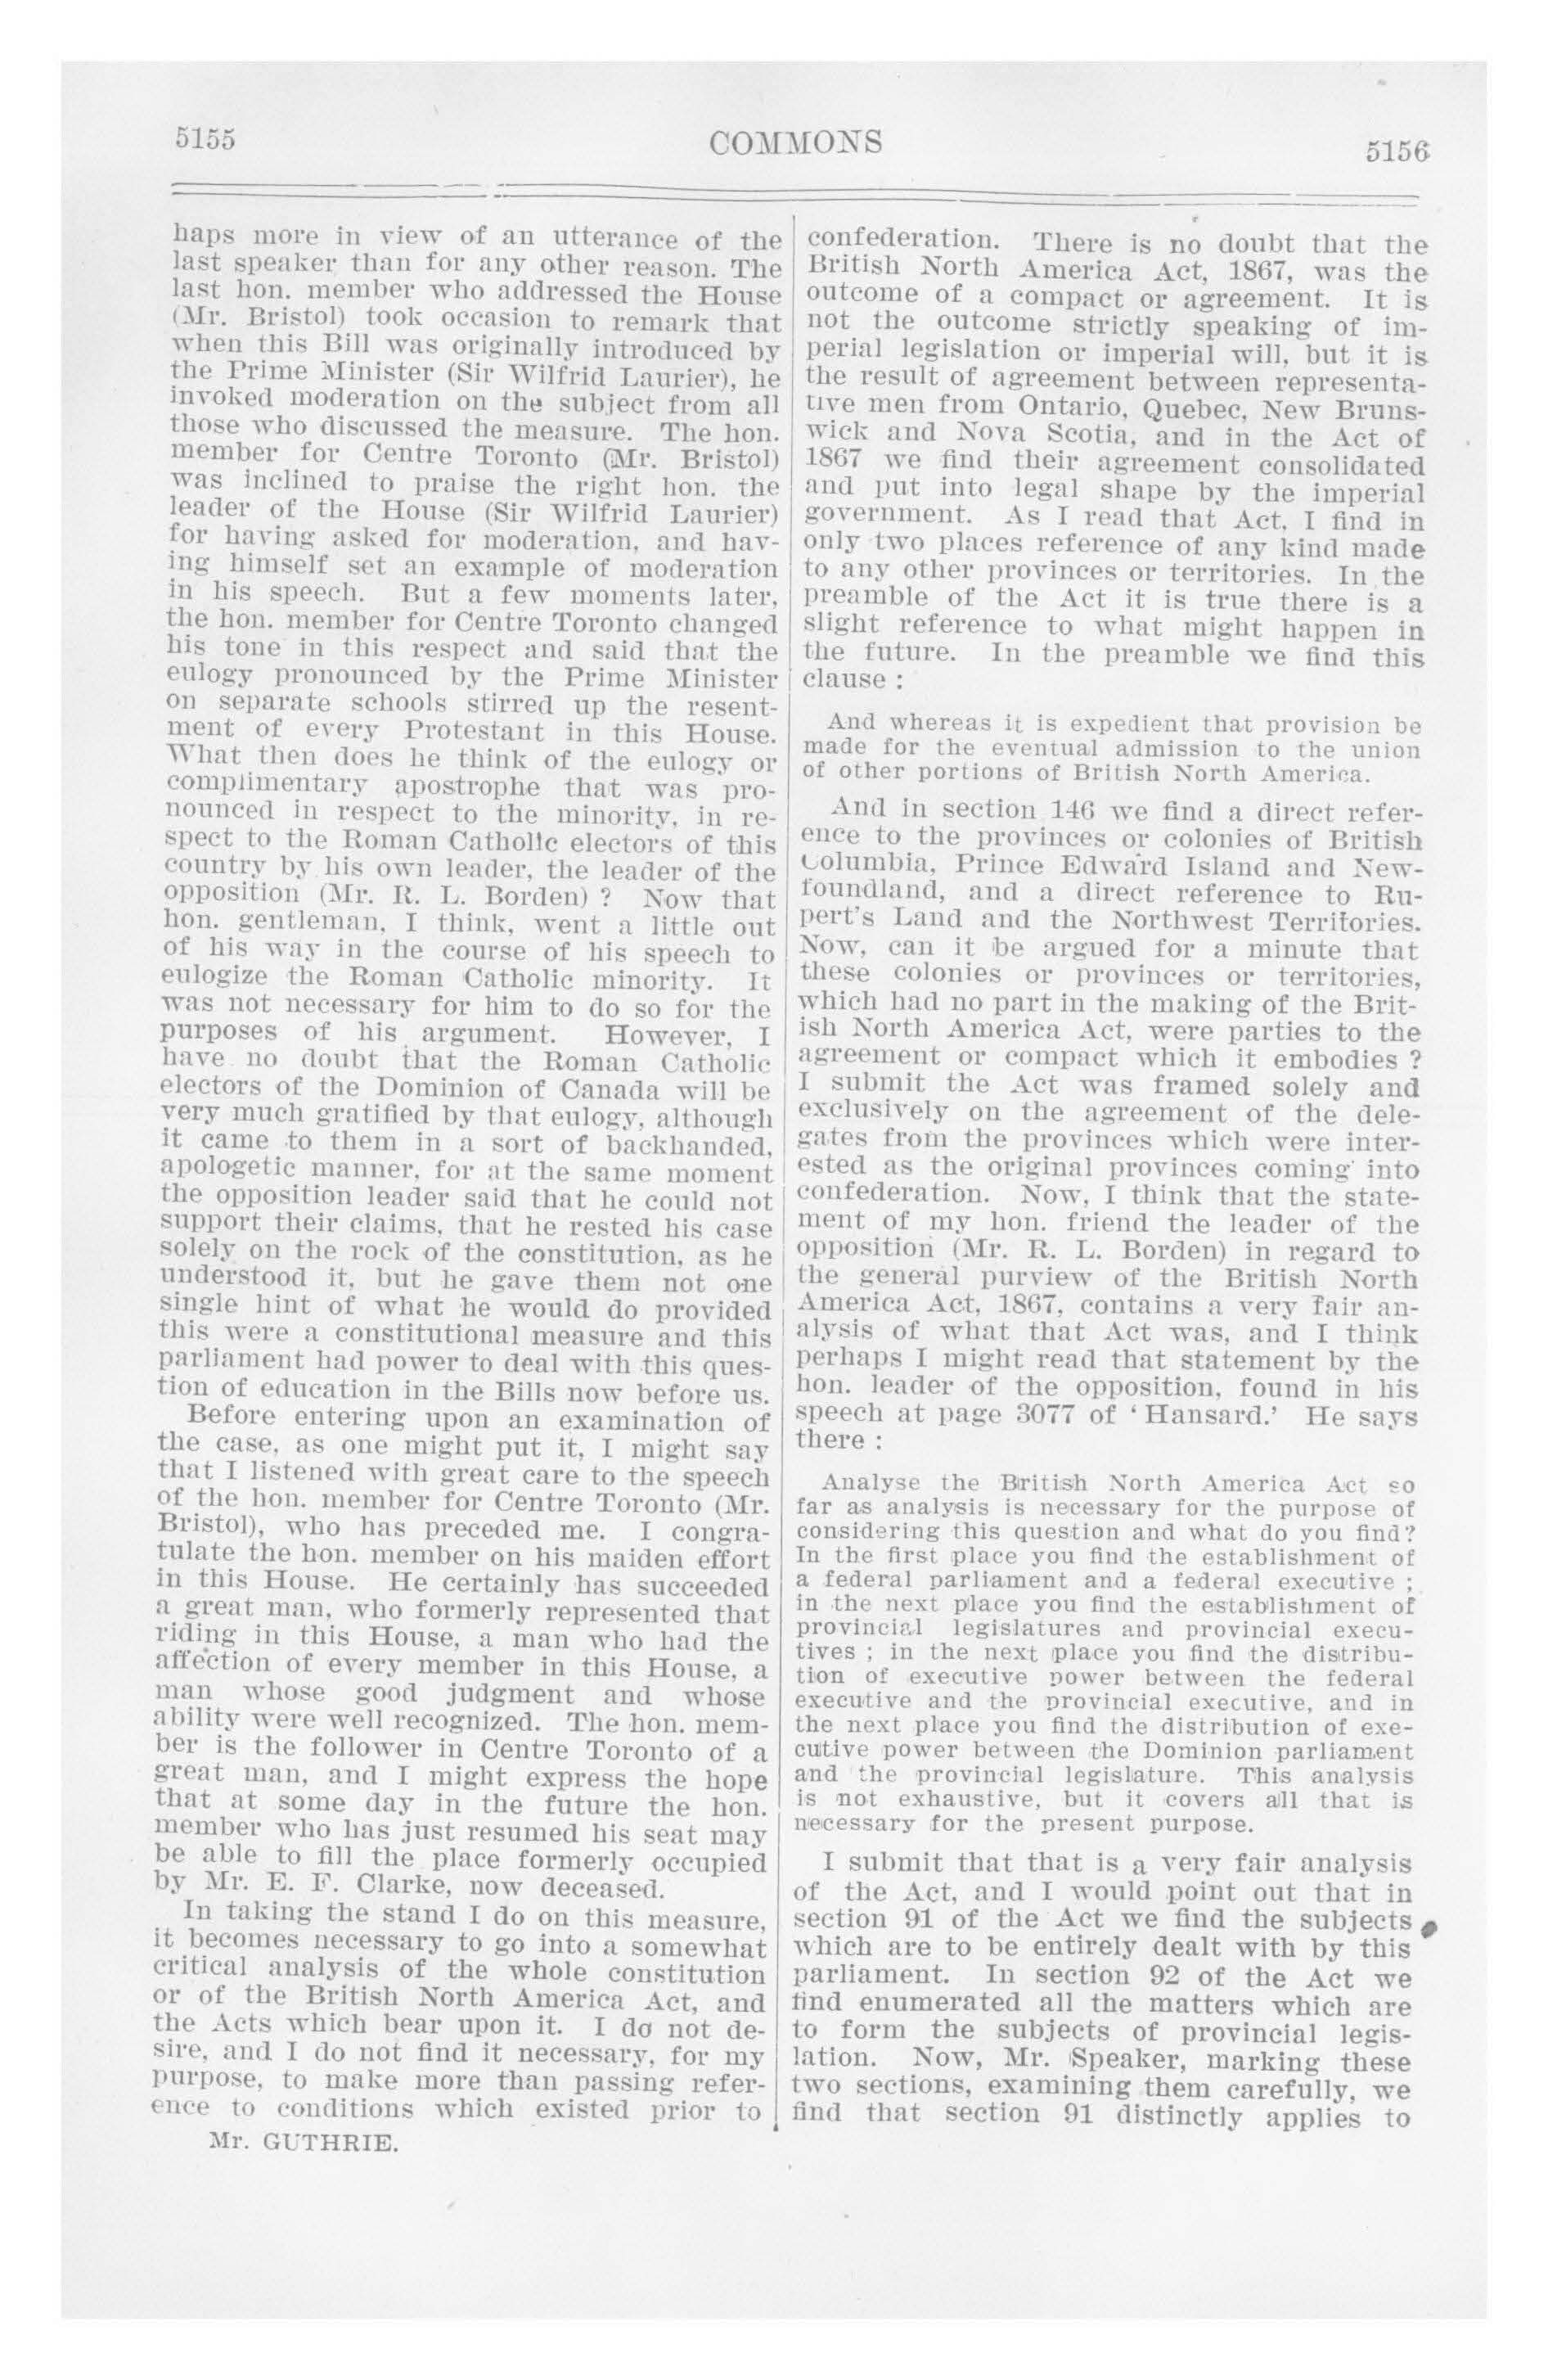 5155
COMMONS
5156
haps more in view of an utterance of the
last speaker than for any other reason. The
last hon. member who addressed the House
(Mr. Bristol) took occasion to remark that
when this Bill was originally introduced by
the Prime Minister (Sir Wilfrid Laurier), he
invoked moderation on the subject from all
those who discussed the measure. The hon.
member for Centre Toronto (Mr. Bristol)
was inclined to praise the right hon. the
leader of the House (Sir Wilfrid Laurier)
for having asked for moderation, and hav-
ing himself set an example of moderation
in his speech. But a few moments later,
the hon. member for Centre Toronto changed
his tone in this respect and said that the
eulogy pronounced by the Prime Minister
on separate schools stirred up the resent-
ment of every Protestant in this House.
What then does he think of the eulogy or
complimentary apostrophe that was pro-
nounced in respect to the minority, in re-
spect to the Roman Catholic electors of this
country by his own leader, the leader of the
opposition (Mr. R. L. Borden) ? Now that
hon. gentleman, I think, went a little out
of his way in the course of his speech to
eulogize the Roman Catholic minority. It
was not necessary for him to do so for the
purposes of his argument. However, I
have no doubt that the Roman Catholic
electors of the Dominion of Canada will be
very much gratified by that eulogy, although
it came to them in a sort of backhanded,
apologetic manner, for at the same moment
the opposition leader said that he could not
support their claims, that he rested his case
solely on the rock of the constitution, as he
understood it, but he gave them not one
single hint of what he would do provided
this were a constitutional measure and this
parliament had power to deal with this ques-
tion of education in the Bills now before us.
Before entering upon an examination of
the case, as one might put it, I might say
that I listened with great care to the speech
of the hon. member for Centre Toronto (Mr.
Bristol), who has preceded me. I congra-
tulate the hon. member on his maiden effort
in this House. He certainly has succeeded
a great man, who formerly represented that
riding in this House, a man who had the
affection of every member in this House, a
man whose good judgment and whose
ability were well recognized. The hon. mem-
ber is the follower in Centre Toronto of a
great man, and I might express the hope
that at some day in the future the hon.
member who has just resumed his seat may
be able to fill the place formerly occupied
by Mr. E. F. Clarke, now deceased.
In taking the stand I do on this measure,
it becomes necessary to go into a somewhat
critical analysis of the whole constitution
or of the British North America Act, and
the Acts which bear upon it. I do not de-
sire, and I do not find it necessary, for my
purpose, to make more than passing refer-
ence to conditions which existed prior to
Mr. GUTHRIE.
confederation. There is no doubt that the
British North America Act, 1867, was the
outcome of a compact or agreement. It is
not the outcome strictly speaking of im-
perial legislation or imperial will, but it is
the result of agreement between representa-
tive men from Ontario, Quebec, New Bruns-
wick and Nova Scotia, and in the Act of
1867 we find their agreement consolidated
and put into legal shape by the imperial
government. As I read that Act, I find in
only two places reference of any kind made
to any other provinces or territories. In the
preamble of the Act it is true there is a
slight reference to what might happen in
the future. In the preamble we find this
clause :
And whereas it is expedient that provision be
made for the eventual admission to the union
of other portions of British North America.
And in section 146 we find a direct refer-
ence to the provinces or colonies of British
Columbia, Prince Edward Island and New-
foundland, and a direct reference to Ru-
pert's Land and the Northwest Territories.
Now, can it be argued for a minute that
these colonies or provinces or territories,
which had no part in the making of the Brit-
ish North America Act, were parties to the
agreement or compact which it embodies ?
I submit the Act was framed solely and
exclusively on the agreement of the dele-
gates from the provinces which were inter-
ested as the original provinces coming into
confederation. Now, I think that the state-
ment of my hon. friend the leader of the
opposition (Mr. R. L. Borden) in regard to
the general purview of the British North
America Act, 1867, contains a very fair an-
alysis of what that Act was, and I think
perhaps I might read that statement by the
hon. leader of the opposition, found in his
speech at page 3077 of ‘ Hansard.’ He says
there :
Analyse the British North America Act so
far as analysis is necessary for the purpose of
considering this question and what do you find?
In the first place you find the establishment of
a federal parliament and a federal executive ;
in the next place you find the establishment of
provincial legislatures and provincial execu-
tives ; in the next place you find the distribu-
tion of executive power between the federal
executive and the provincial executive, and in
the next place you find the distribution of exe-
cutive power between the Dominion parliament
and the provincial legislature. This analysis
is not exhaustive, but it covers all that is
necessary for the present purpose.
I submit that that is a very fair analysis
of the Act, and I would point out that in
section 91 of the Act we find the subjects
which are to be entirely dealt with by this
parliament. In section 92 of the Act we
find enumerated all the matters which are
to form the subjects of provincial legis-
lation. Now, Mr. Speaker, marking these
two sections, examining them carefully, we
find that section 91 distinctly applies to